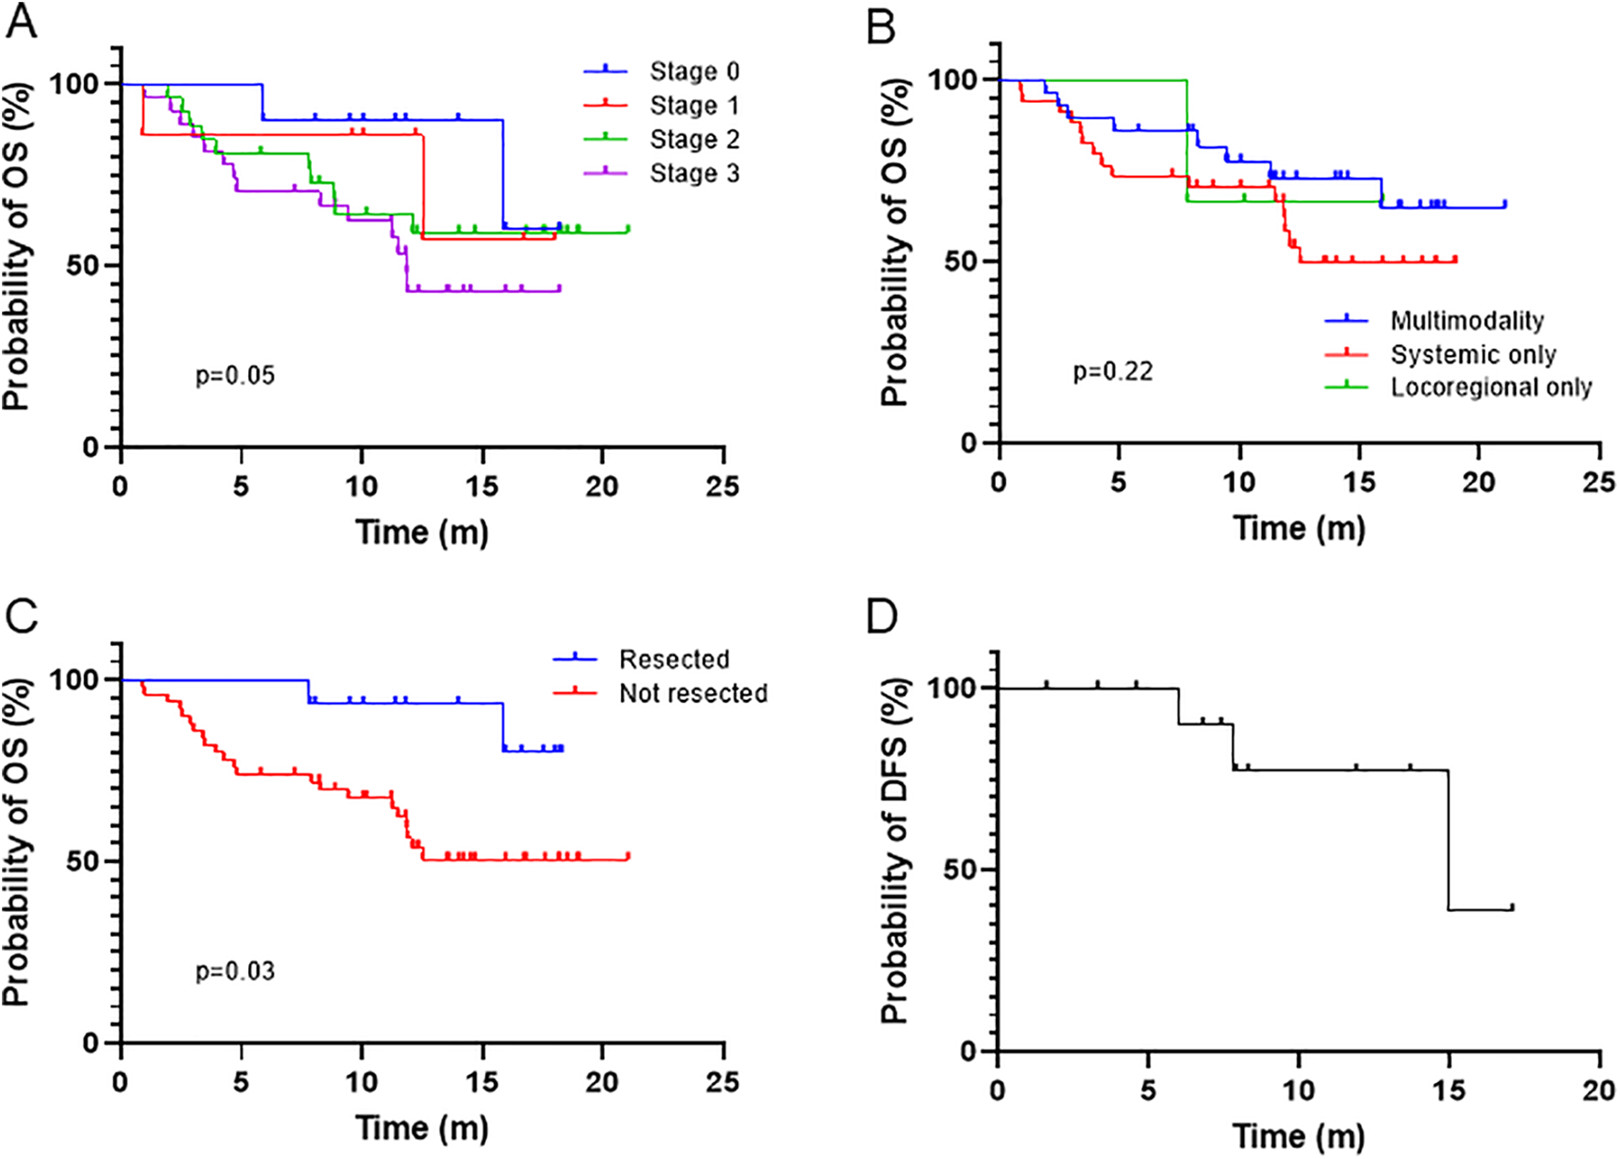 A
Probability of OS (%)
100
50
0
0 5 10 15 20 25
Time (m)
Stage 0
Stage 1
Stage 2
Stage 3
p=0.05
B
Probability of OS (%)
100
50
0
0 5 10 15 20 25
Time (m)
Multimodality
Systemic only
Locoregional only
p=0.22
C
Probability of OS (%)
100
50
0
0 5 10 15 20 25
Time (m)
Resected
Not resected
p=0.03
D
Probability of DFS (%)
100
50
0
0 5 10 15 20
Time (m)